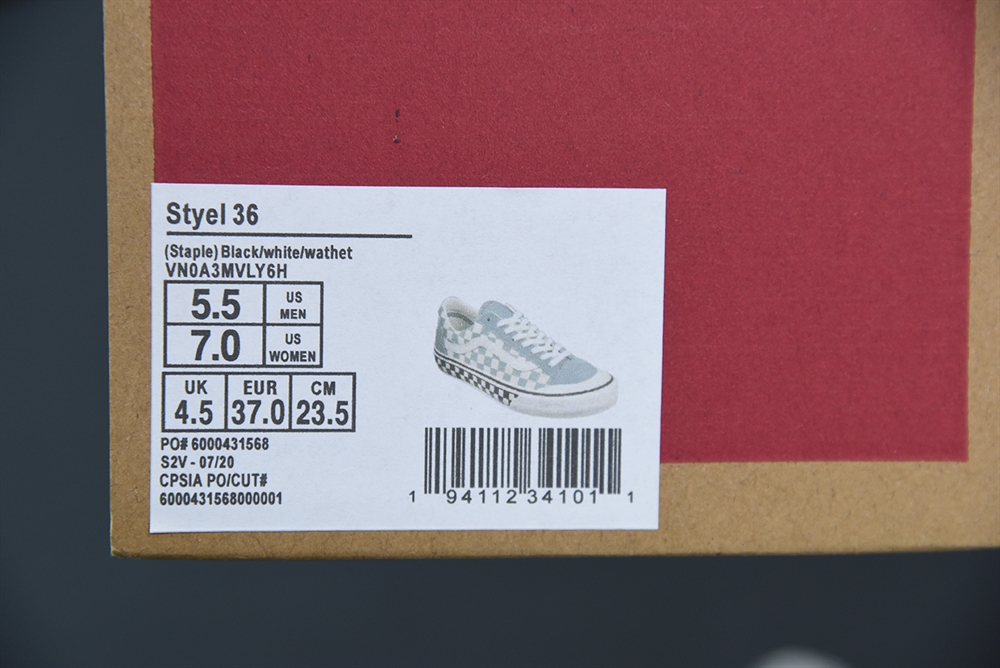 Styel 36
(Staple) Black/white/wathet
VN0A3MVLY6H
5.5 US MEN
7.0 US WOMEN
UK EUR CM
4.5 37.0 23.5
PO# 6000431568
S2V - 07/20
CPSIA PO/CUT#
6000431568000001
1 94112 34101 1